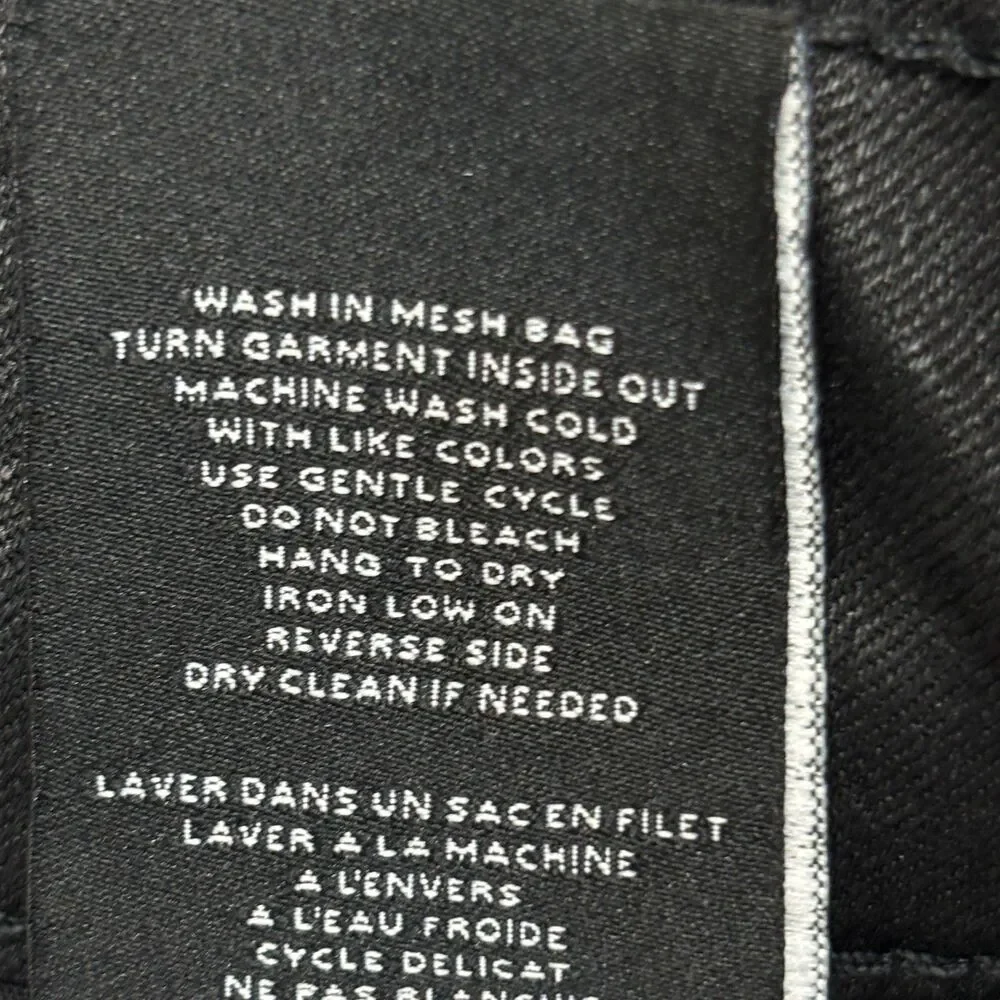 WASH IN MESH BAG
TURN GARMENT INSIDE OUT
MACHINE WASH COLD
WITH LIKE COLORS
USE GENTLE CYCLE
DO NOT BLEACH
HANG TO DRY
IRON LOW ON
REVERSE SIDE
DRY CLEAN IF NEEDED
LAVER DANS UN SAC EN FILET
LAVER A LA MACHINE
A L'ENVERS
A L'EAU FROIDE
CYCLE DELICAT
NE PAS